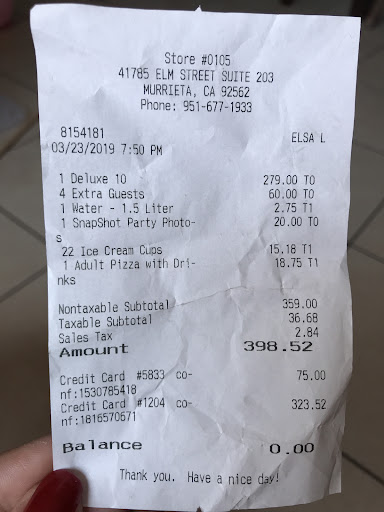 Store #0105
41785 ELM STREET SUITE 203
MURRIETA, CA 92562
Phone: 951-677-1933
8154181 ELSA L
03/23/2019 7:50 PM
1 Deluxe 10 279.00 TO
4 Extra Guests 60.00 TO
1 Water - 1.5 Liter 2.75 T1
1 SnapShot Party Photo- 20.00 TO
s
22 Ice Cream Cups 15.18 T1
1 Adult Pizza with Dri- 18.75 T1
nks
Nontaxable Subtotal 359.00
Taxable Subtotal 36.68
Sales Tax 2.84
Amount 398.52
Credit Card #5833 co- 75.00
nf:1530785418
Credit Card #1204 co- 323.52
nf:1816570671
Balance 0.00
Thank you. Have a nice day!